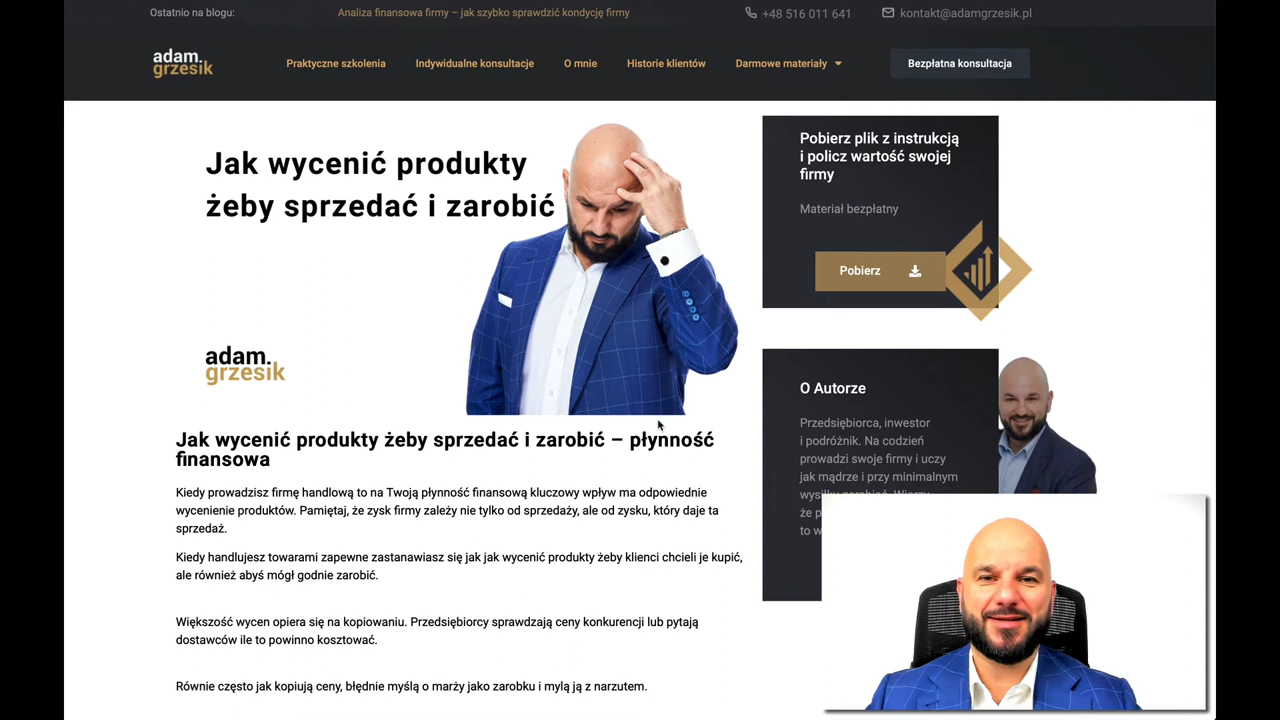 Ostatnio na blogu:
Analiza finansowa firmy – jak szybko sprawdzić kondycję firmy
+48 516 011 641
kontakt@adamgrzesik.pl
adam.
grzesik
Praktyczne szkolenia
Indywidualne konsultacje
O mnie
Historie klientów
Darmowe materiały
Bezpłatna konsultacja
Jak wycenić produkty
żeby sprzedać i zarobić
adam.
grzesik
Jak wycenić produkty żeby sprzedać i zarobić – płynność
finansowa
Kiedy prowadzisz firmę handlową to na Twoją płynność finansową kluczowy wpływ ma odpowiednie
wycenienie produktów. Pamiętaj, że zysk firmy zależy nie tylko od sprzedaży, ale od zysku, który daje ta
sprzedaż.
Kiedy handlujesz towarami zapewne zastanawiasz się jak jak wycenić produkty żeby klienci chcieli je kupić,
ale również abyś mógł godnie zarobić.
Większość wycen opiera się na kopiowaniu. Przedsiębiorcy sprawdzają ceny konkurencji lub pytają
dostawców ile to powinno kosztować.
Równie często jak kopiują ceny, błędnie myślą o marży jako zarobku i mylą ją z narzutem.
Pobierz plik z instrukcją
i policz wartość swojej
firmy
Materiał bezpłatny
Pobierz
O Autorze
Przedsiębiorca, inwestor
i podróżnik. Na codzień
prowadzi swoje firmy i uczy
jak mądrze i przy minimalnym
że p
to w